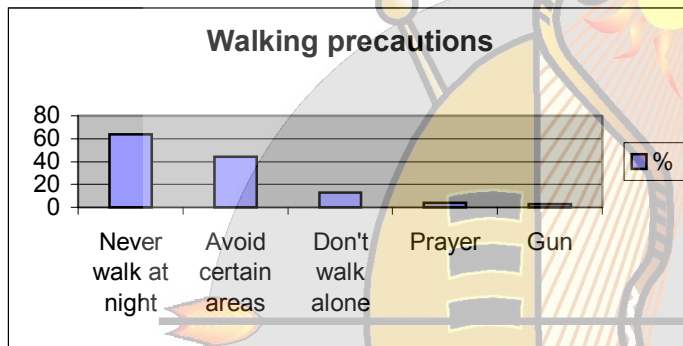 Walking precautions
80
60
40
20
0
%
Never walk at night
Avoid certain areas
Don't walk alone
Prayer
Gun